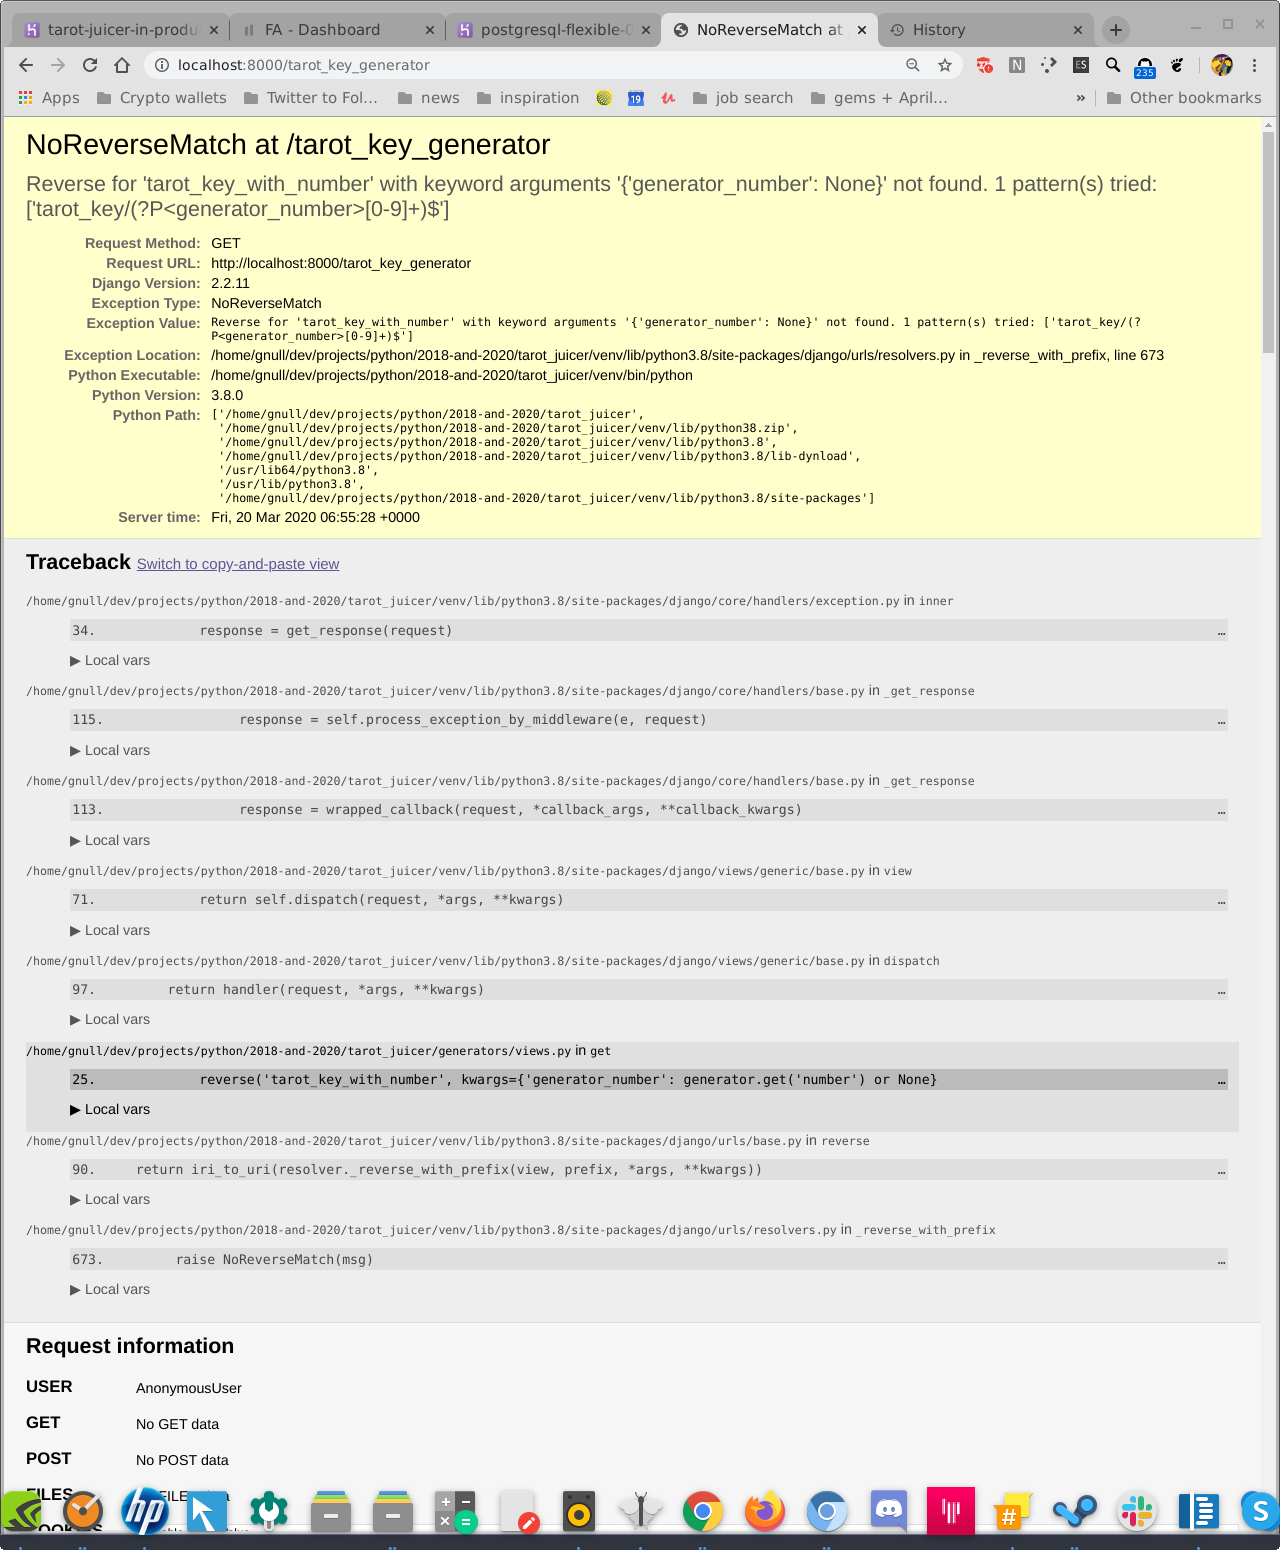 tarot-juicer-in-produ
FA - Dashboard
postgresql-flexible-0
NoReverseMatch at
History
localhost:8000/tarot_key_generator
N
ES
235
Apps
Crypto wallets
Twitter to Fol...
news
inspiration
19
job search
gems + April...
»
Other bookmarks
NoReverseMatch at /tarot_key_generator
Reverse for 'tarot_key_with_number' with keyword arguments '{'generator_number': None}' not found. 1 pattern(s) tried:
['tarot_key/(?P<generator_number>[0-9]+)$']
Request Method: GET
Request URL: http://localhost:8000/tarot_key_generator
Django Version: 2.2.11
Exception Type: NoReverseMatch
Exception Value: Reverse for 'tarot_key_with_number' with keyword arguments '{'generator_number': None}' not found. 1 pattern(s) tried: ['tarot_key/(?
P<generator_number>[0-9]+)$']
Exception Location: /home/gnull/dev/projects/python/2018-and-2020/tarot_juicer/venv/lib/python3.8/site-packages/django/urls/resolvers.py in _reverse_with_prefix, line 673
Python Executable: /home/gnull/dev/projects/python/2018-and-2020/tarot_juicer/venv/bin/python
Python Version: 3.8.0
Python Path: ['/home/gnull/dev/projects/python/2018-and-2020/tarot_juicer',
'/home/gnull/dev/projects/python/2018-and-2020/tarot_juicer/venv/lib/python38.zip',
'/home/gnull/dev/projects/python/2018-and-2020/tarot_juicer/venv/lib/python3.8',
'/home/gnull/dev/projects/python/2018-and-2020/tarot_juicer/venv/lib/python3.8/lib-dynload',
'/usr/lib64/python3.8',
'/usr/lib/python3.8',
'/home/gnull/dev/projects/python/2018-and-2020/tarot_juicer/venv/lib/python3.8/site-packages']
Server time: Fri, 20 Mar 2020 06:55:28 +0000
Traceback Switch to copy-and-paste view
/home/gnull/dev/projects/python/2018-and-2020/tarot_juicer/venv/lib/python3.8/site-packages/django/core/handlers/exception.py in inner
34. response = get_response(request) …
▶ Local vars
/home/gnull/dev/projects/python/2018-and-2020/tarot_juicer/venv/lib/python3.8/site-packages/django/core/handlers/base.py in _get_response
115. response = self.process_exception_by_middleware(e, request) …
▶ Local vars
/home/gnull/dev/projects/python/2018-and-2020/tarot_juicer/venv/lib/python3.8/site-packages/django/core/handlers/base.py in _get_response
113. response = wrapped_callback(request, *callback_args, **callback_kwargs) …
▶ Local vars
/home/gnull/dev/projects/python/2018-and-2020/tarot_juicer/venv/lib/python3.8/site-packages/django/views/generic/base.py in view
71. return self.dispatch(request, *args, **kwargs) …
▶ Local vars
/home/gnull/dev/projects/python/2018-and-2020/tarot_juicer/venv/lib/python3.8/site-packages/django/views/generic/base.py in dispatch
97. return handler(request, *args, **kwargs) …
▶ Local vars
/home/gnull/dev/projects/python/2018-and-2020/tarot_juicer/generators/views.py in get
25. reverse('tarot_key_with_number', kwargs={'generator_number': generator.get('number') or None} …
▶ Local vars
/home/gnull/dev/projects/python/2018-and-2020/tarot_juicer/venv/lib/python3.8/site-packages/django/urls/base.py in reverse
90. return iri_to_uri(resolver._reverse_with_prefix(view, prefix, *args, **kwargs)) …
▶ Local vars
/home/gnull/dev/projects/python/2018-and-2020/tarot_juicer/venv/lib/python3.8/site-packages/django/urls/resolvers.py in _reverse_with_prefix
673. raise NoReverseMatch(msg) …
▶ Local vars
Request information
USER AnonymousUser
GET No GET data
POST No POST data
FILES
hp